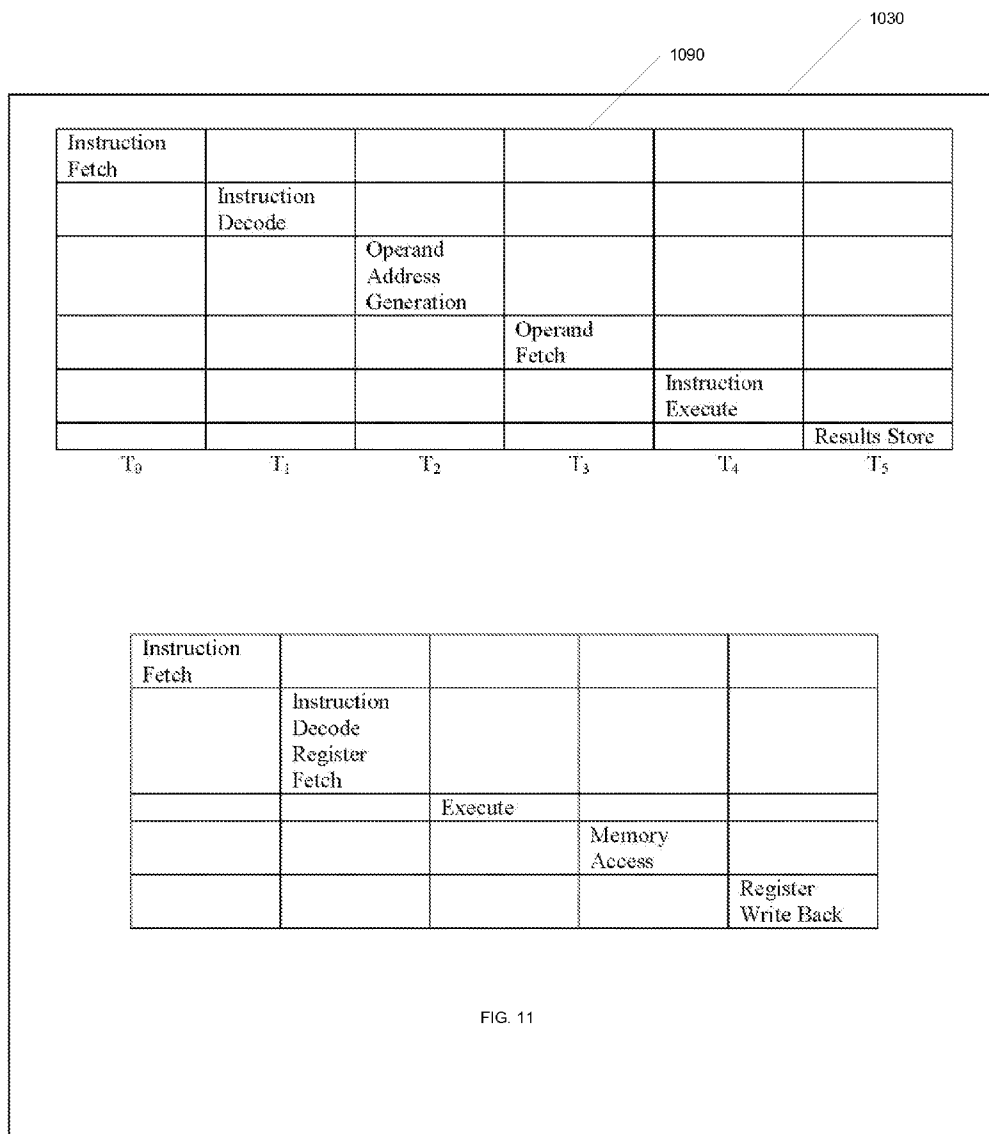 1030
1090
Instruction
Fetch
Instruction
Decode
Operand
Address
Generation
Operand
Fetch
Instruction
Execute
Results Store
T₀ T₁ T₂ T₃ T₄ T₅
Instruction
Fetch
Instruction
Decode
Register
Fetch
Execute
Memory
Access
Register
Write Back
FIG. 11